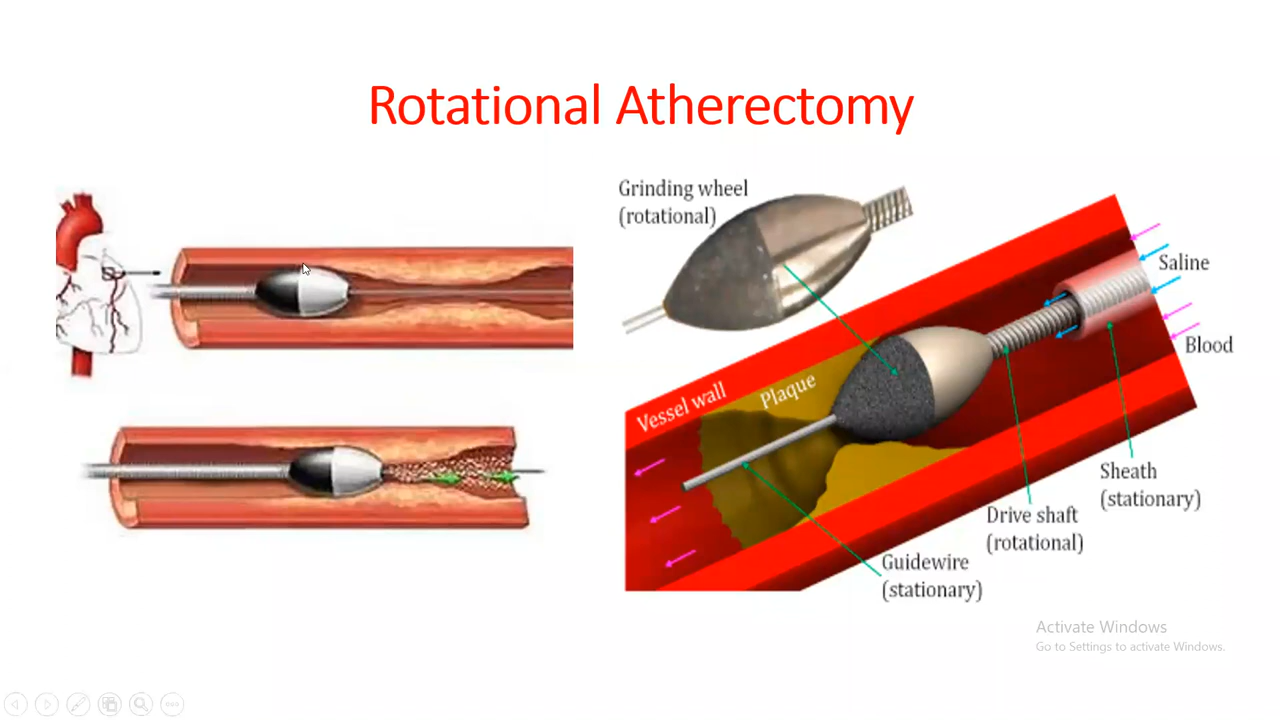 Rotational Atherectomy
Grinding wheel
(rotational)
Saline
Blood
Vessel wall
Plaque
Sheath
(stationary)
Drive shaft
(rotational)
Guidewire
(stationary)
Activate Windows
Go to Settings to activate Windows.